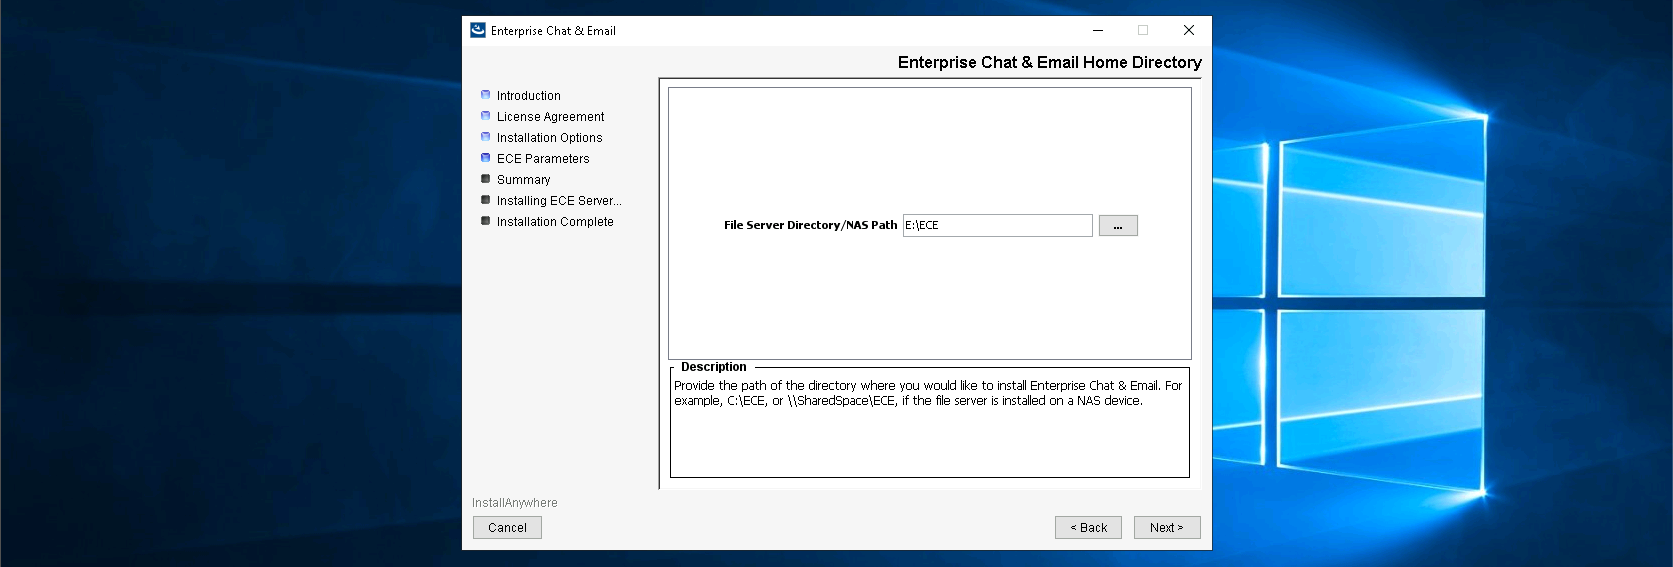 Enterprise Chat & Email
Enterprise Chat & Email Home Directory
Introduction
License Agreement
Installation Options
ECE Parameters
Summary
Installing ECE Server...
Installation Complete
File Server Directory/NAS Path E:\ECE ...
Description
Provide the path of the directory where you would like to install Enterprise Chat & Email. For
example, C:\ECE, or \\SharedSpace\ECE, if the file server is installed on a NAS device.
InstallAnywhere
Cancel < Back Next >